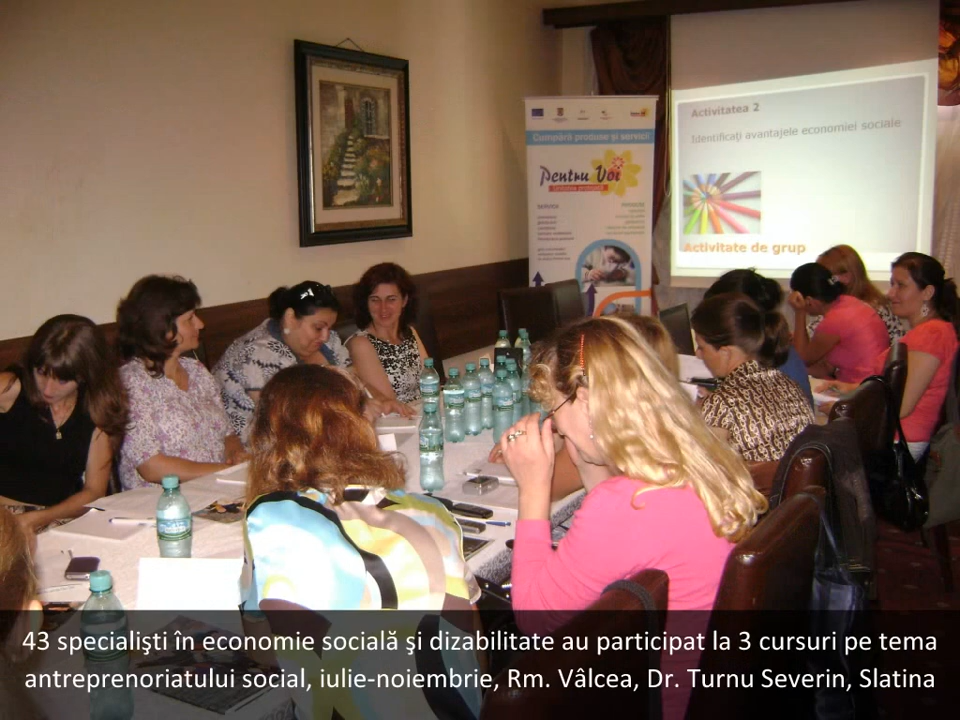 Activitatea 2
Identificați avantajele economiei sociale
Activitate de grup
Cumpără produse și servicii
Pentru Voi
43 specialişti în economie socială şi dizabilitate au participat la 3 cursuri pe tema
antreprenoriatului social, iulie-noiembrie, Rm. Vâlcea, Dr. Turnu Severin, Slatina